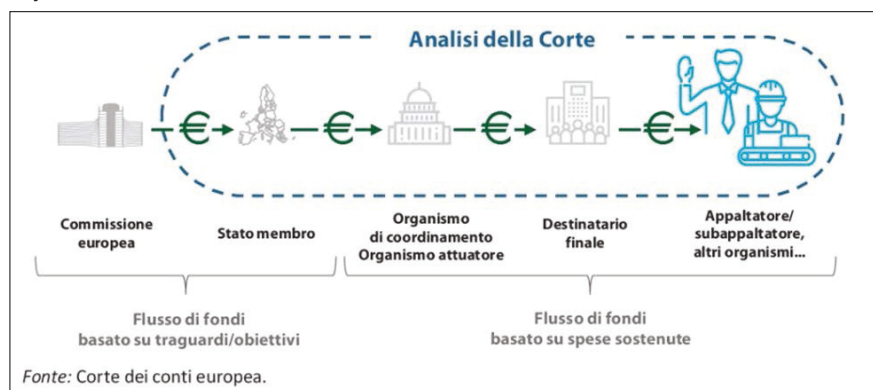 Analisi della Corte
€ € € €
Commissione
europea
Stato membro
Organismo
di coordinamento
Organismo attuatore
Destinatario
finale
Appaltatore/
subappaltatore,
altri organismi...
Flusso di fondi
basato su traguardi/obiettivi
Flusso di fondi
basato su spese sostenute
Fonte: Corte dei conti europea.